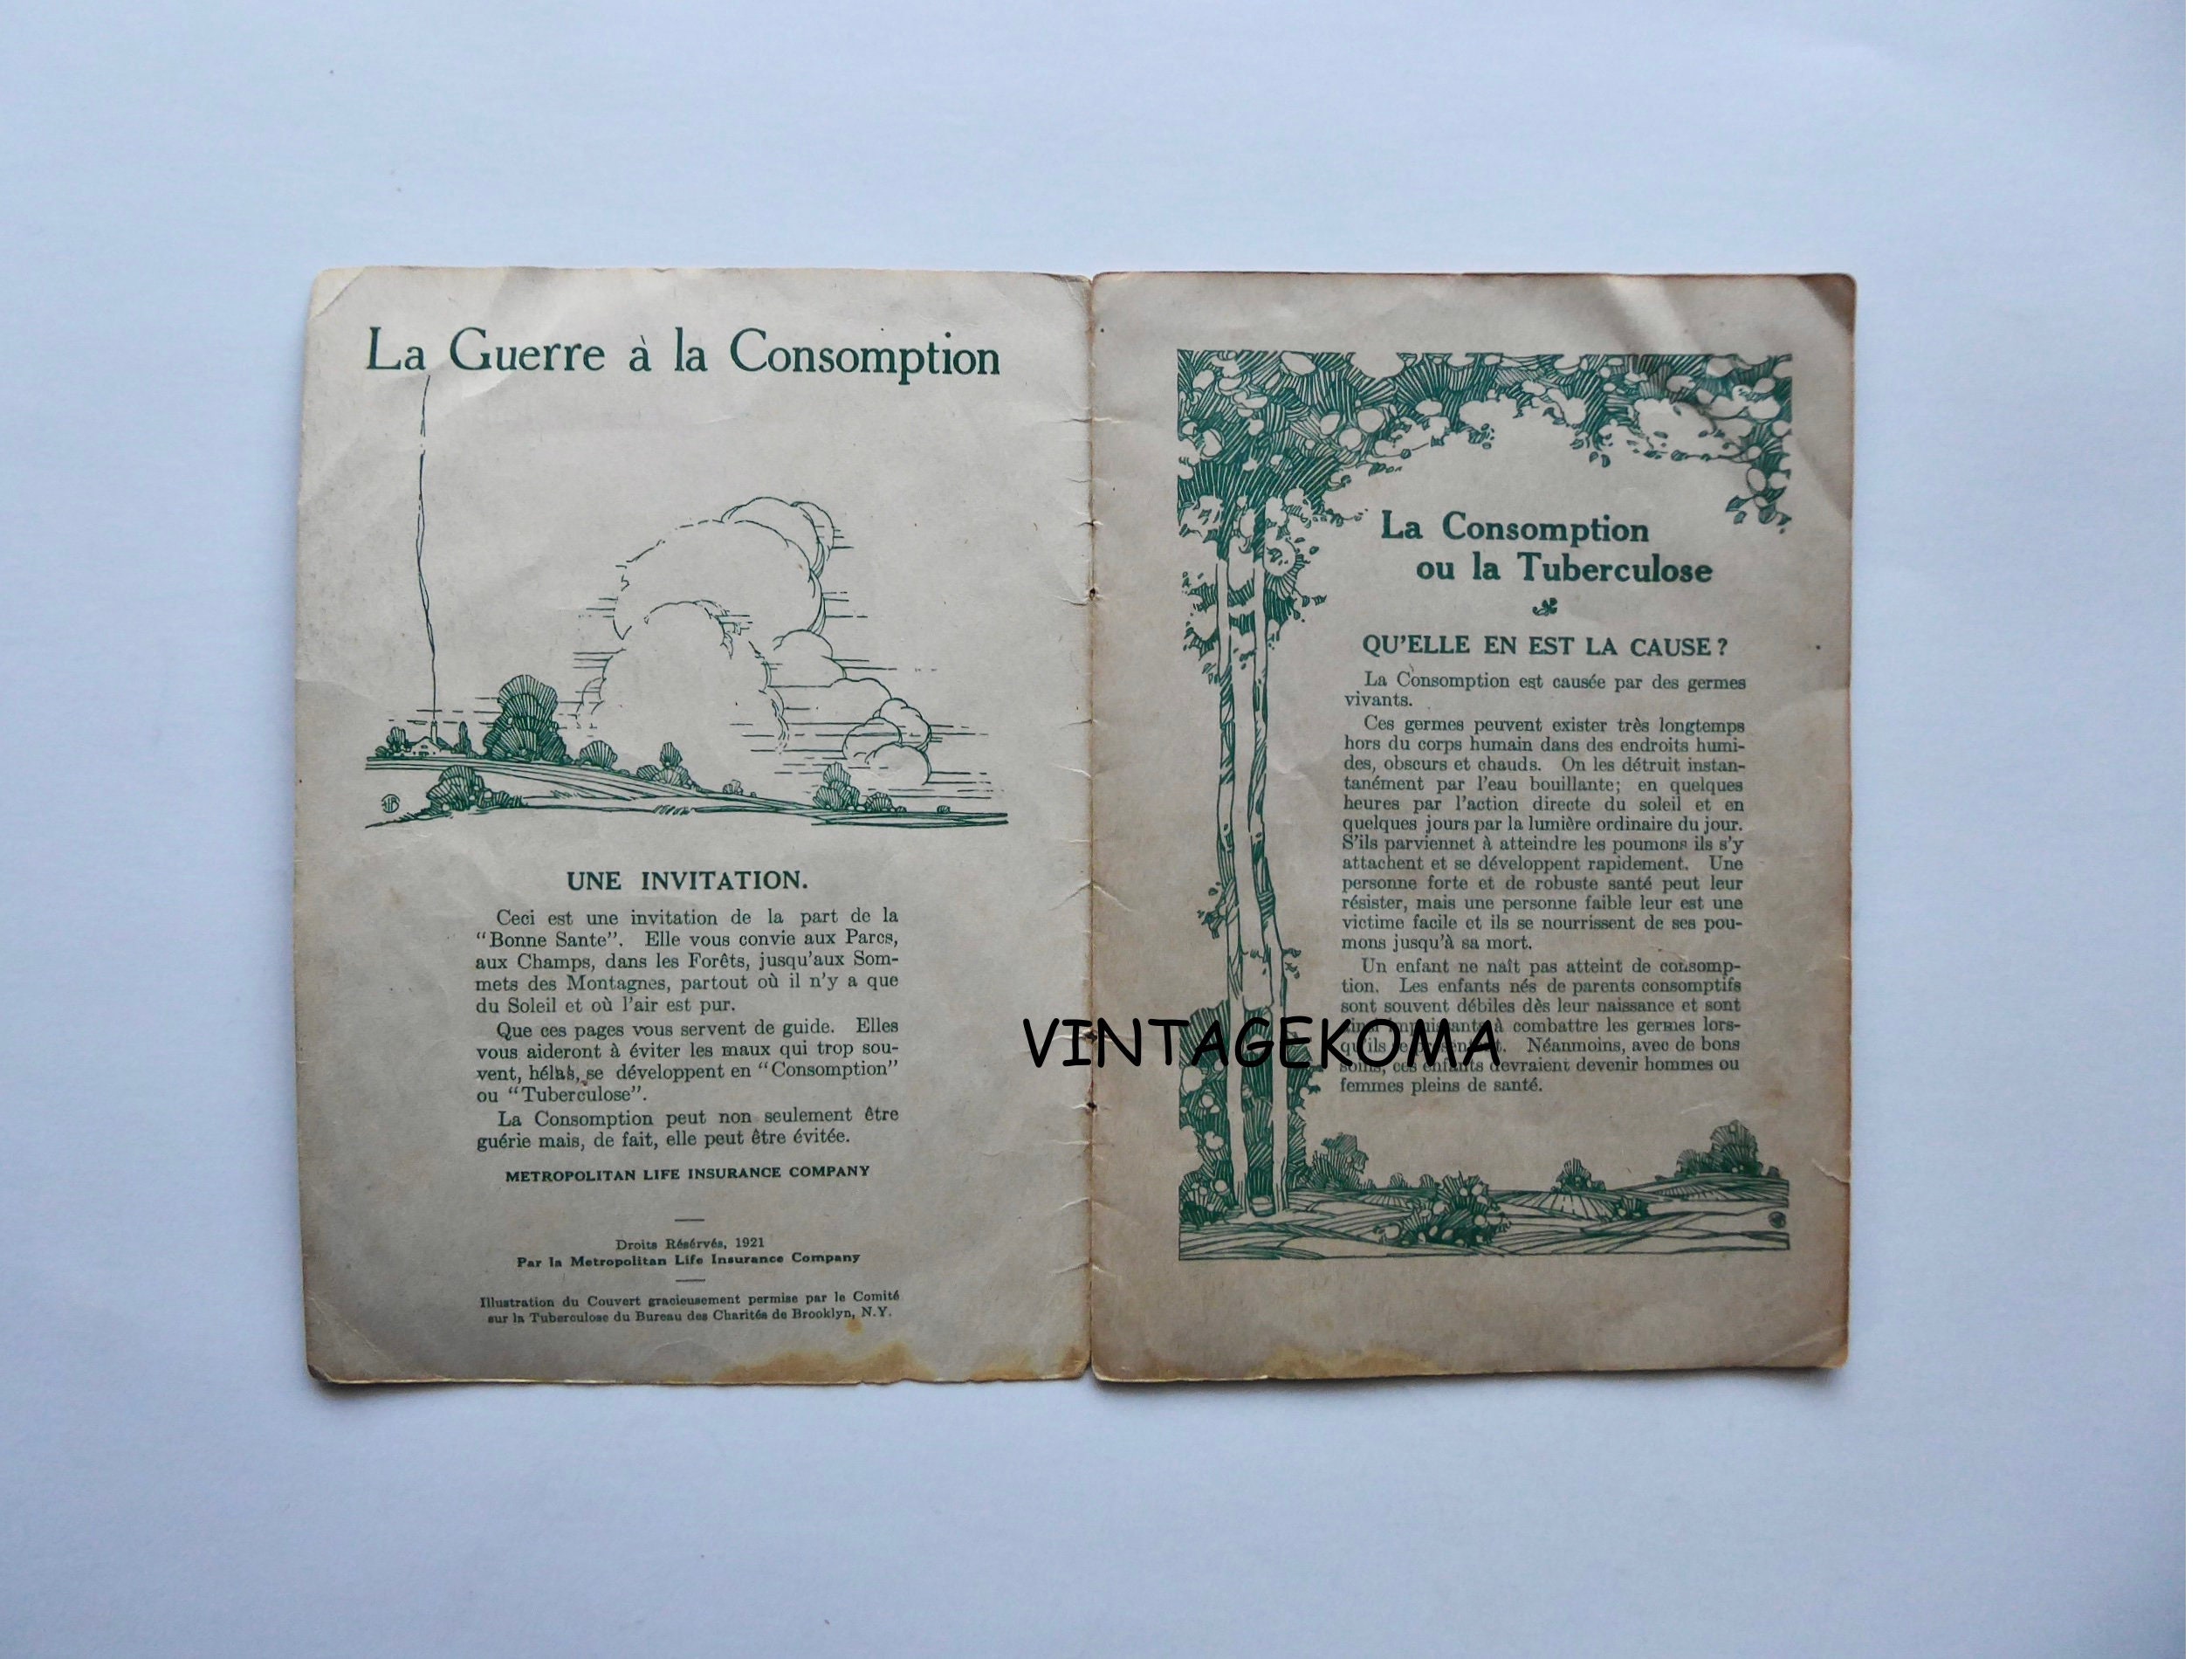 La Guerre à la Consomption
UNE INVITATION.
Ceci est une invitation de la part de la
"Bonne Sante". Elle vous convie aux Parcs,
aux Champs, dans les Forêts, jusqu'aux Som-
mets des Montagnes, partout où il n'y a que
du Soleil et où l'air est pur.
Que ces pages vous servent de guide. Elles
vous aideront à éviter les maux qui trop sou-
vent, hélas, se développent en "Consomption"
ou "Tuberculose".
La Consomption peut non seulement être
guérie mais, de fait, elle peut être évitée.
METROPOLITAN LIFE INSURANCE COMPANY
Droits Résérvés, 1921
Par la Metropolitan Life Insurance Company
Illustration du Couvert gracieusement permise par le Comité
sur la Tuberculose du Bureau des Charités de Brooklyn, N.Y.
La Consomption
ou la Tuberculose
QU'ELLE EN EST LA CAUSE?
La Consomption est causée par des germes
vivants.
Ces germes peuvent exister très longtemps
hors du corps humain dans des endroits humi-
des, obscurs et chauds. On les détruit instan-
tanément par l'eau bouillante; en quelques
heures par l'action directe du soleil et en
quelques jours par la lumière ordinaire du jour.
S'ils parviennet à atteindre les poumons ils s'y
attachent et se développent rapidement. Une
personne forte et de robuste santé peut leur
résister, mais une personne faible leur est une
victime facile et ils se nourrissent de ses pou-
mons jusqu'à sa mort.
Un enfant ne naît pas atteint de consomp-
tion. Les enfants nés de parents consomptifs
sont souvent débiles dès leur naissance et sont
ainsi impuissants à combattre les germes lors-
qu'ils se présentent. Néanmoins, avec de bons
soins, ces enfants devraient devenir hommes ou
femmes pleins de santé.
VINTAGEKOMA